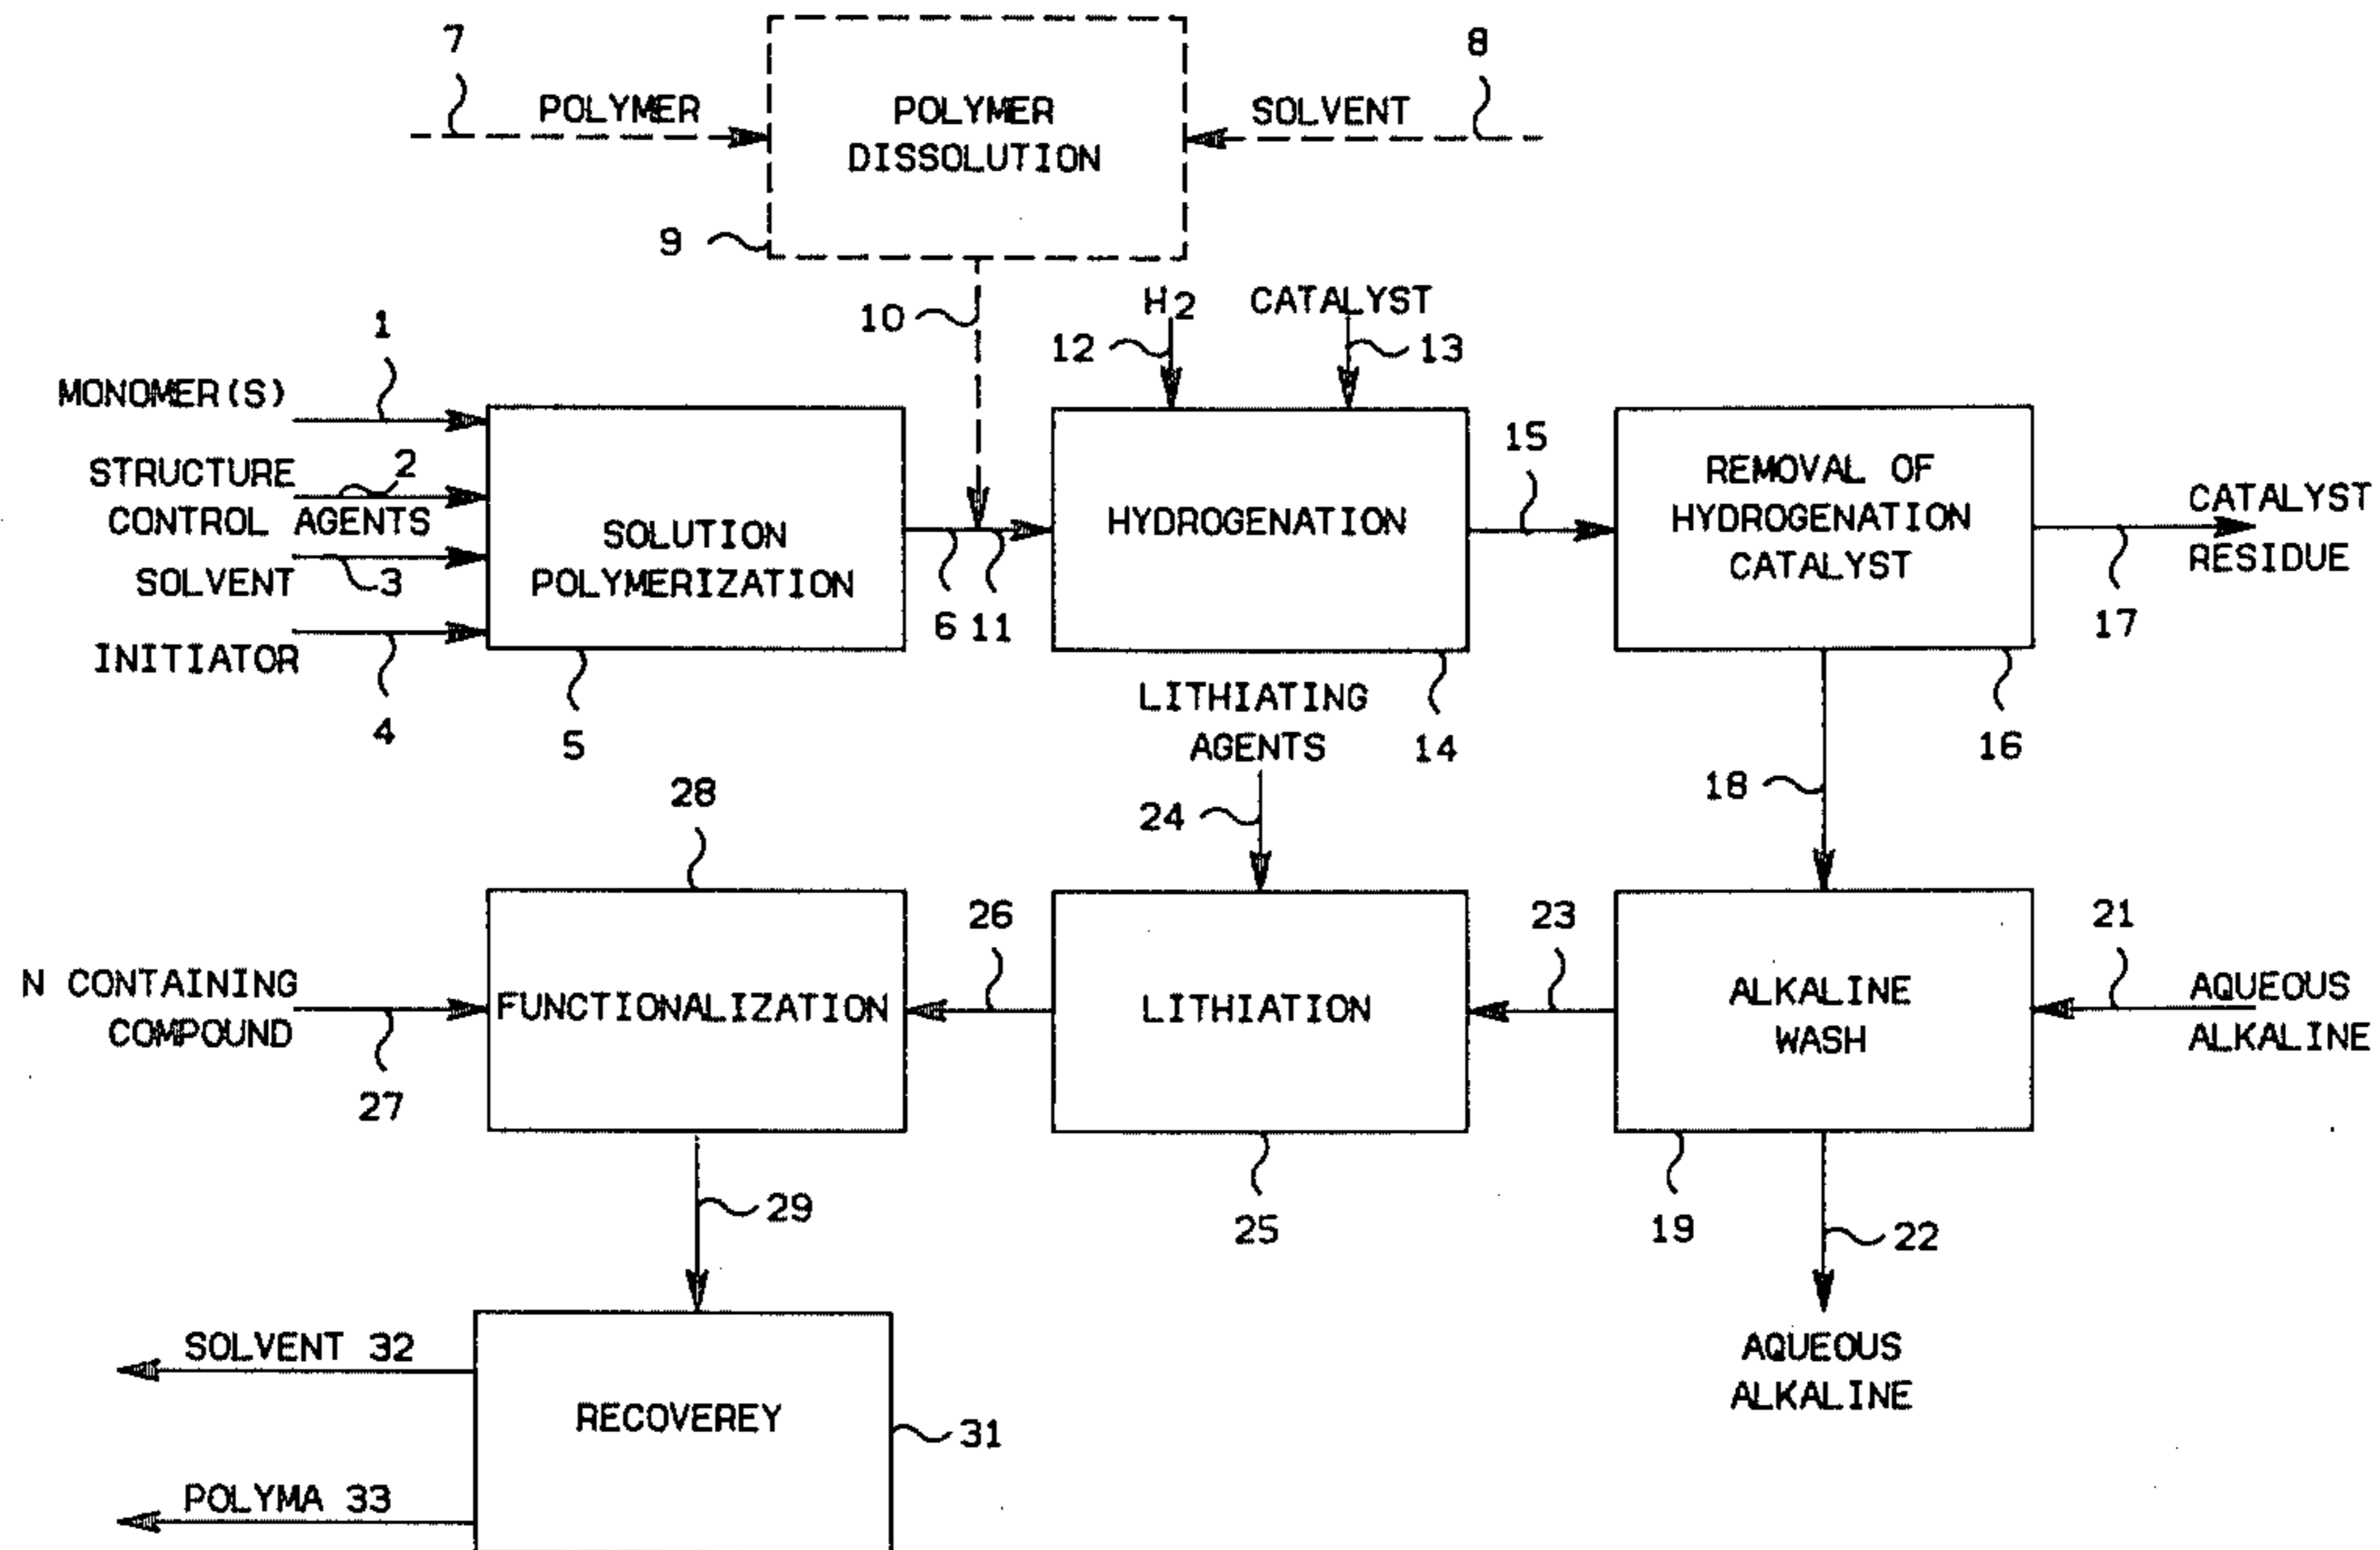 7
POLYMER
POLYMER
DISSOLUTION
SOLVENT
8
9
10
H2
CATALYST
12
13
1
MONOMER(S)
STRUCTURE
2
CONTROL AGENTS
SOLVENT
3
INITIATOR
4
SOLUTION
POLYMERIZATION
5
6
11
HYDROGENATION
14
15
REMOVAL OF
HYDROGENATION
CATALYST
16
CATALYST
RESIDUE
17
18
LITHIATING
AGENTS
24
28
N CONTAINING
COMPOUND
27
FUNCTIONALIZATION
26
LITHIATION
25
23
ALKALINE
WASH
19
21
AQUEOUS
ALKALINE
22
AQUEOUS
ALKALINE
29
SOLVENT 32
RECOVEREY
31
POLYMA 33